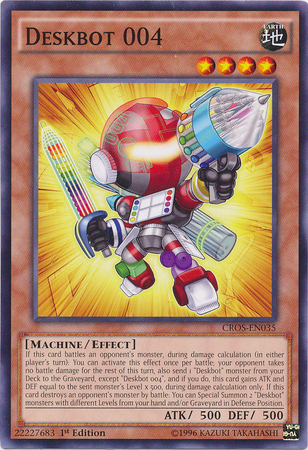 DESKBOT 004
EARTH
地
CROS-EN035
[MACHINE / EFFECT]
If this card battles an opponent's monster, during damage calculation (in either
player's turn): You can activate this effect once per battle; your opponent takes
no battle damage for the rest of this turn, also send 1 "Deskbot" monster from your
Deck to the Graveyard, except "Deskbot 004", and if you do, this card gains ATK and
DEF equal to the sent monster's Level x 500, during damage calculation only. If this
card destroys an opponent's monster by battle: You can Special Summon 2 "Deskbot"
monsters with different Levels from your hand and/or Graveyard in Defense Position.
ATK/ 500 DEF/ 500
22227683 1st Edition ©1996 KAZUKI TAKAHASHI